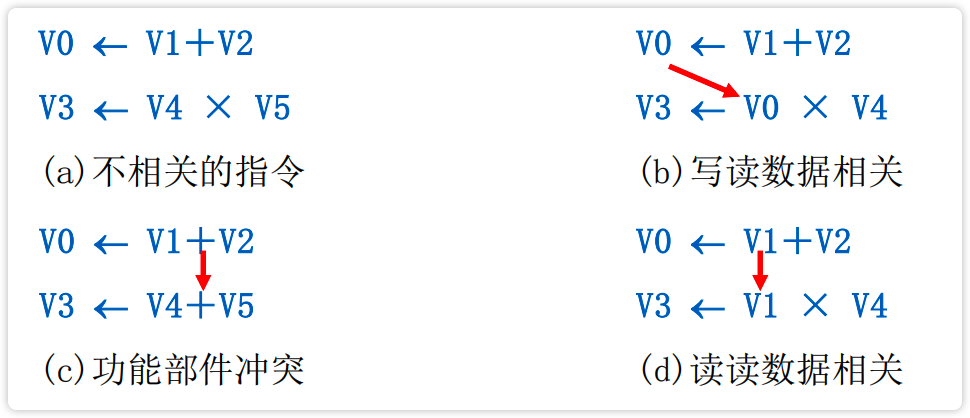 V0 ← V1＋V2
V3 ← V4 × V5
(a)不相关的指令
V0 ← V1＋V2
V3 ← V0 × V4
(b)写读数据相关
V0 ← V1＋V2
V3 ← V4＋V5
(c)功能部件冲突
V0 ← V1＋V2
V3 ← V1 × V4
(d)读读数据相关